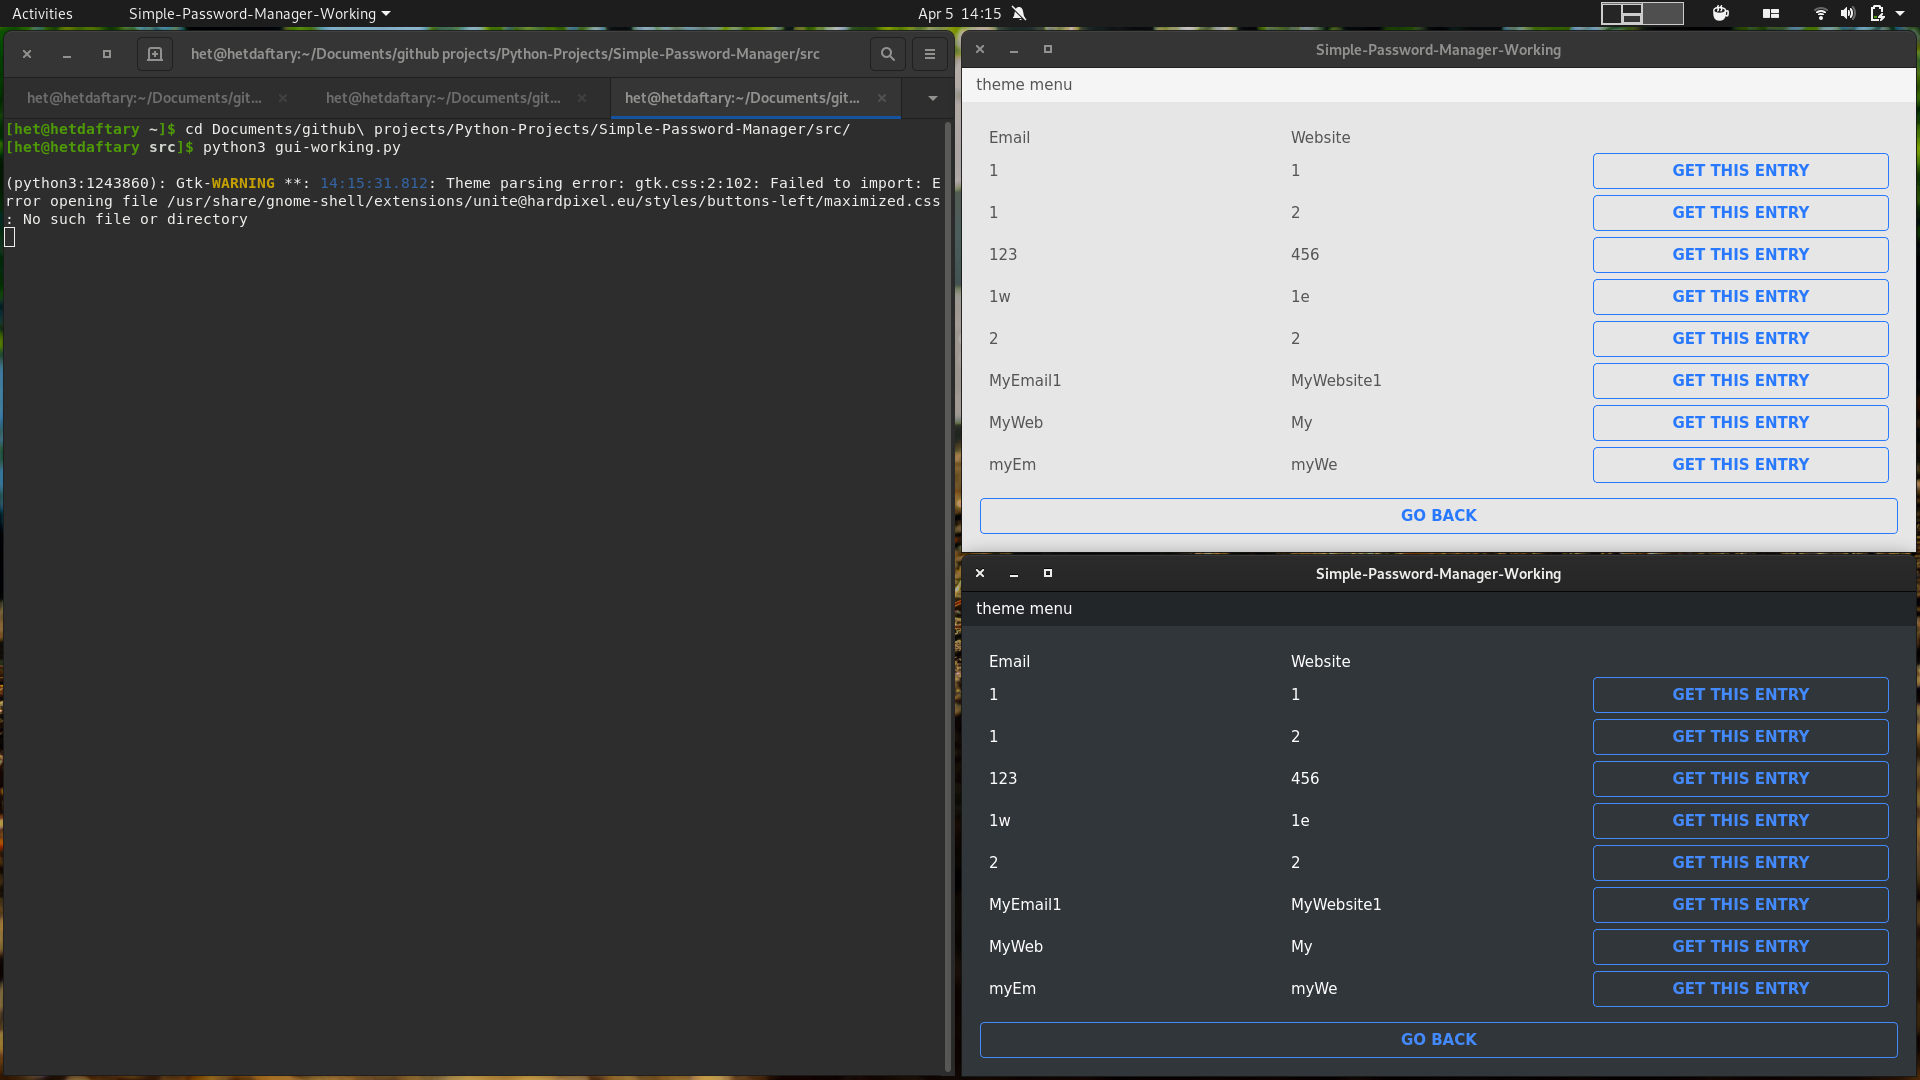 Activities
Simple-Password-Manager-Working
Apr 5 14:15
het@hetdaftary:~/Documents/github projects/Python-Projects/Simple-Password-Manager/src
het@hetdaftary:~/Documents/git...
het@hetdaftary:~/Documents/git...
het@hetdaftary:~/Documents/git...
[het@hetdaftary ~]$ cd Documents/github\ projects/Python-Projects/Simple-Password-Manager/src/
[het@hetdaftary src]$ python3 gui-working.py
(python3:1243860): Gtk-WARNING **: 14:15:31.812: Theme parsing error: gtk.css:2:102: Failed to import: E
rror opening file /usr/share/gnome-shell/extensions/unite@hardpixel.eu/styles/buttons-left/maximized.css
: No such file or directory
Simple-Password-Manager-Working
theme menu
Email Website
1 1 GET THIS ENTRY
1 2 GET THIS ENTRY
123 456 GET THIS ENTRY
1w 1e GET THIS ENTRY
2 2 GET THIS ENTRY
MyEmail1 MyWebsite1 GET THIS ENTRY
MyWeb My GET THIS ENTRY
myEm myWe GET THIS ENTRY
GO BACK
Simple-Password-Manager-Working
theme menu
Email Website
1 1 GET THIS ENTRY
1 2 GET THIS ENTRY
123 456 GET THIS ENTRY
1w 1e GET THIS ENTRY
2 2 GET THIS ENTRY
MyEmail1 MyWebsite1 GET THIS ENTRY
MyWeb My GET THIS ENTRY
myEm myWe GET THIS ENTRY
GO BACK